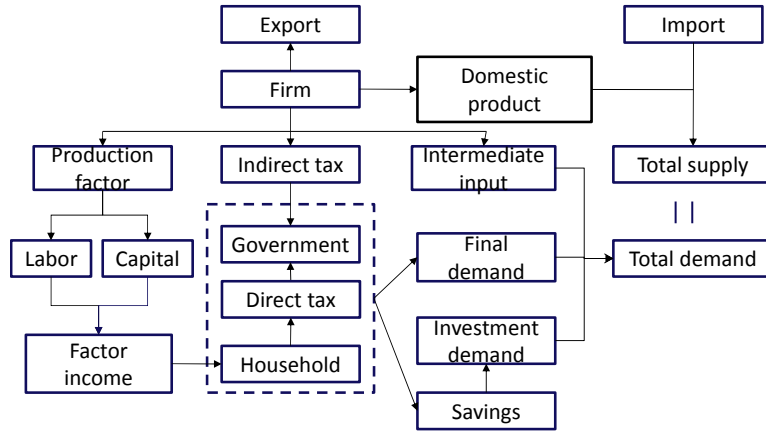 Export
Import
Firm
Domestic
product
Production
factor
Indirect tax
Intermediate
input
Total supply
Labor
Capital
Government
Final
demand
Total demand
Direct tax
Factor
income
Household
Investment
demand
Savings